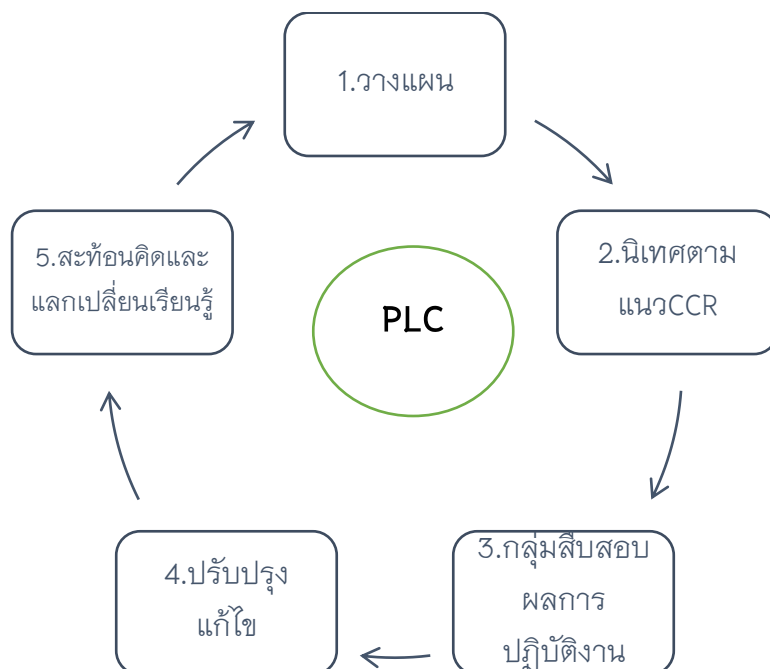 1.วางแผน
2.นิเทศตาม
แนวCCR
3.กลุ่มสืบสอบ
ผลการ
ปฏิบัติงาน
4.ปรับปรุง
แก้ไข
5.สะท้อนคิดและ
แลกเปลี่ยนเรียนรู้
PLC